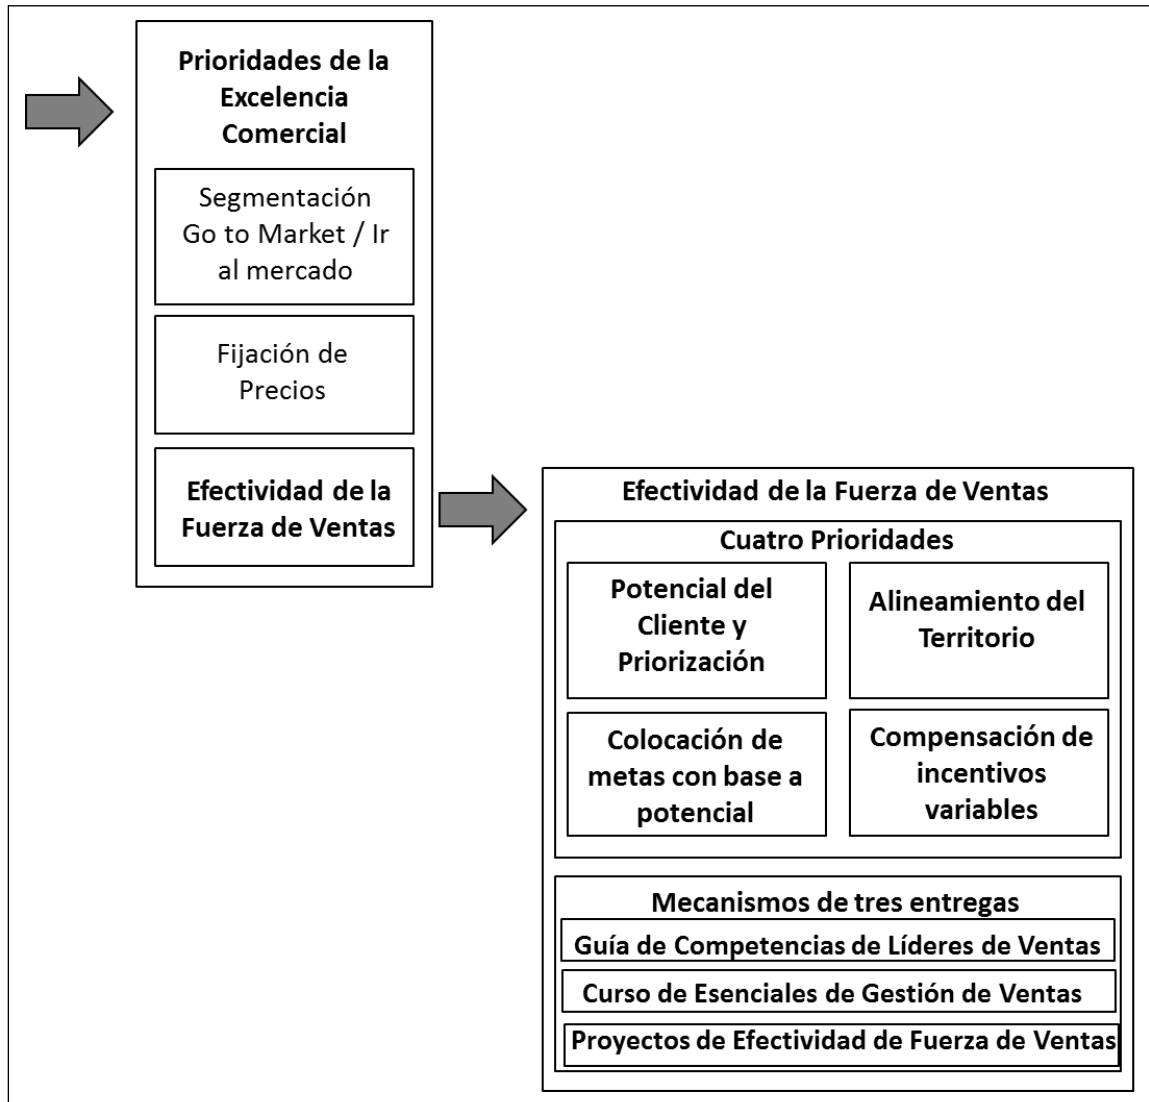 Prioridades de la
Excelencia
Comercial
Segmentación
Go to Market / Ir
al mercado
Fijación de
Precios
Efectividad de la
Fuerza de Ventas
Efectividad de la Fuerza de Ventas
Cuatro Prioridades
Potencial del
Cliente y
Priorización
Alineamiento del
Territorio
Colocación de
metas con base a
potencial
Compensación de
incentivos
variables
Mecanismos de tres entregas
Guía de Competencias de Líderes de Ventas
Curso de Esenciales de Gestión de Ventas
Proyectos de Efectividad de Fuerza de Ventas